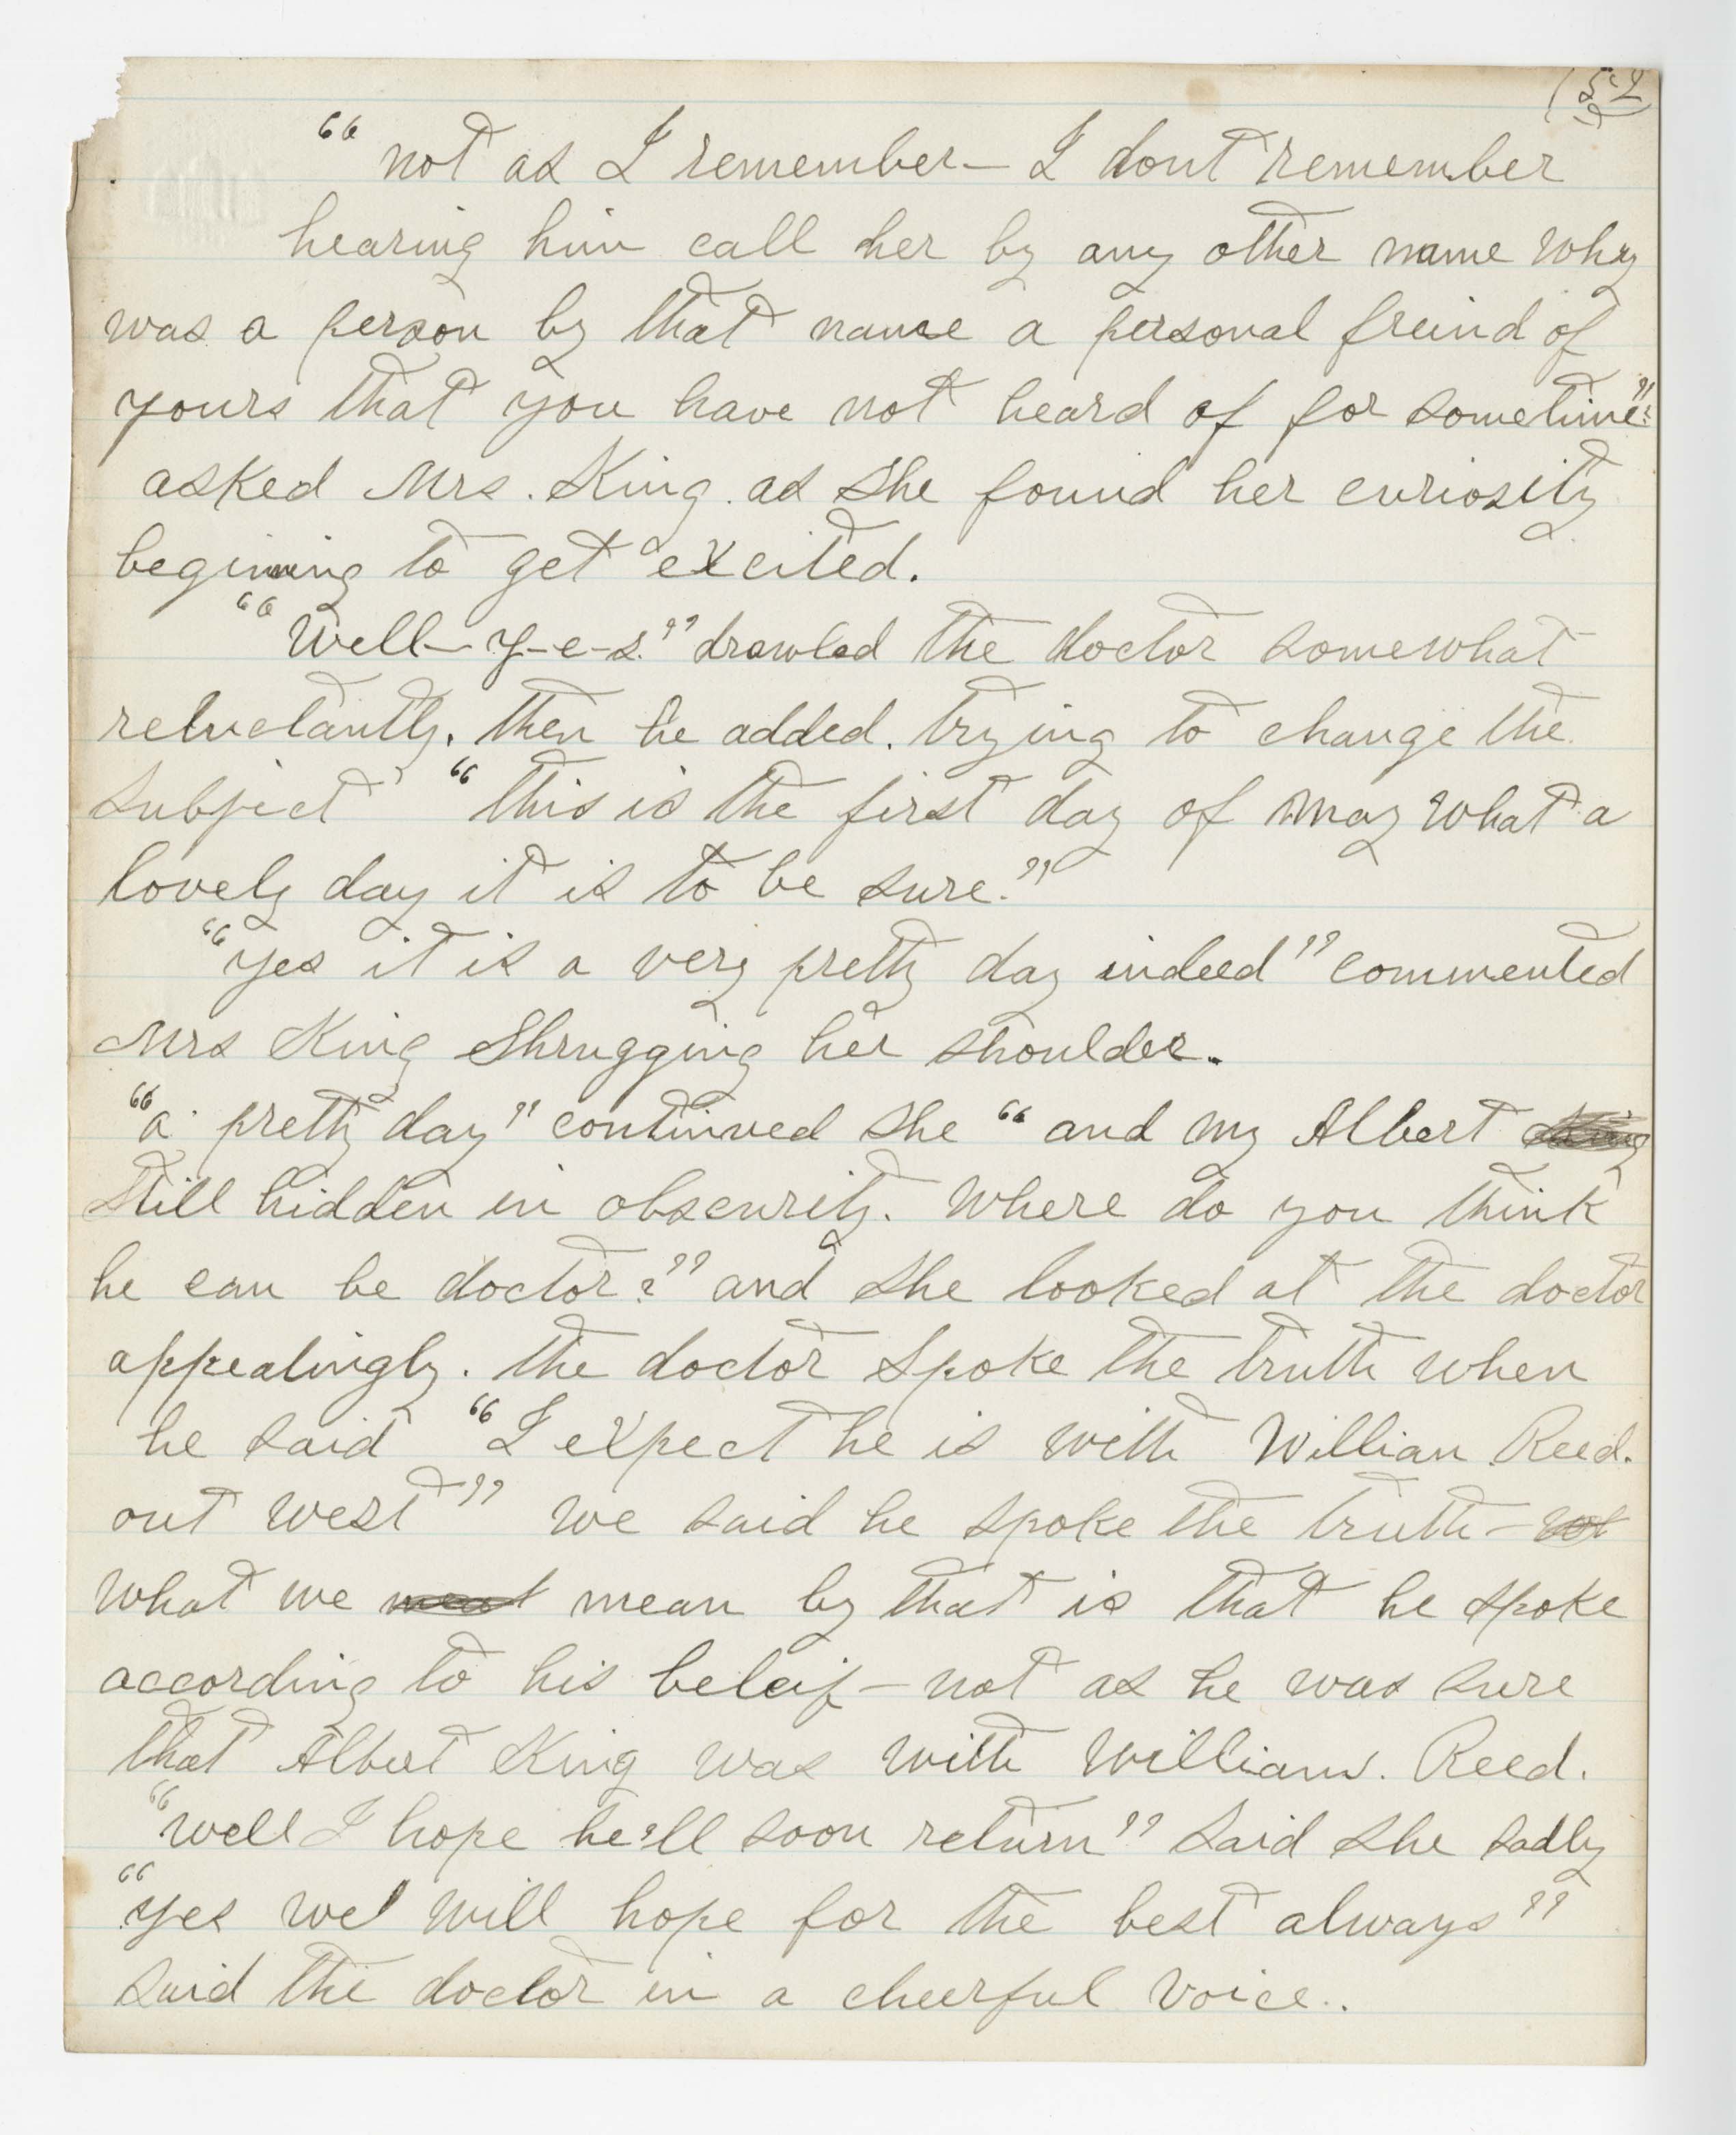 (52
"not as I remember— I dont remember
hearing him call her by any other name why
was a person by that name a personal freind of
yours that you have not heard of for sometime"?
asked Mrs. King. as she found her curiosity
begining to get excited.
"Well—y-e-s." drawled the doctor somewhat
reluctantly. then he added. trying to change the
subject "this is the first day of may what a
lovely day it is to be sure."
"yes it is a very pretty day indeed" commented
Mrs King Shrugging her shoulder.
"a pretty day" continued she "and my Albert King
still hidden in obscurity. Where do you think
he can be doctor?" and she looked at the doctor
appealingly. the doctor spoke the truth when
he said "I expect he is with William Reed.
out west" we said he spoke the truth—
what we meant mean by that is that he spoke
according to his beleif—not as he was sure
that Albert King was with William. Reed.
"well I hope he'll soon return" said she sadly
"yes we will hope for the best always"
said the doctor in a cheerful voice..